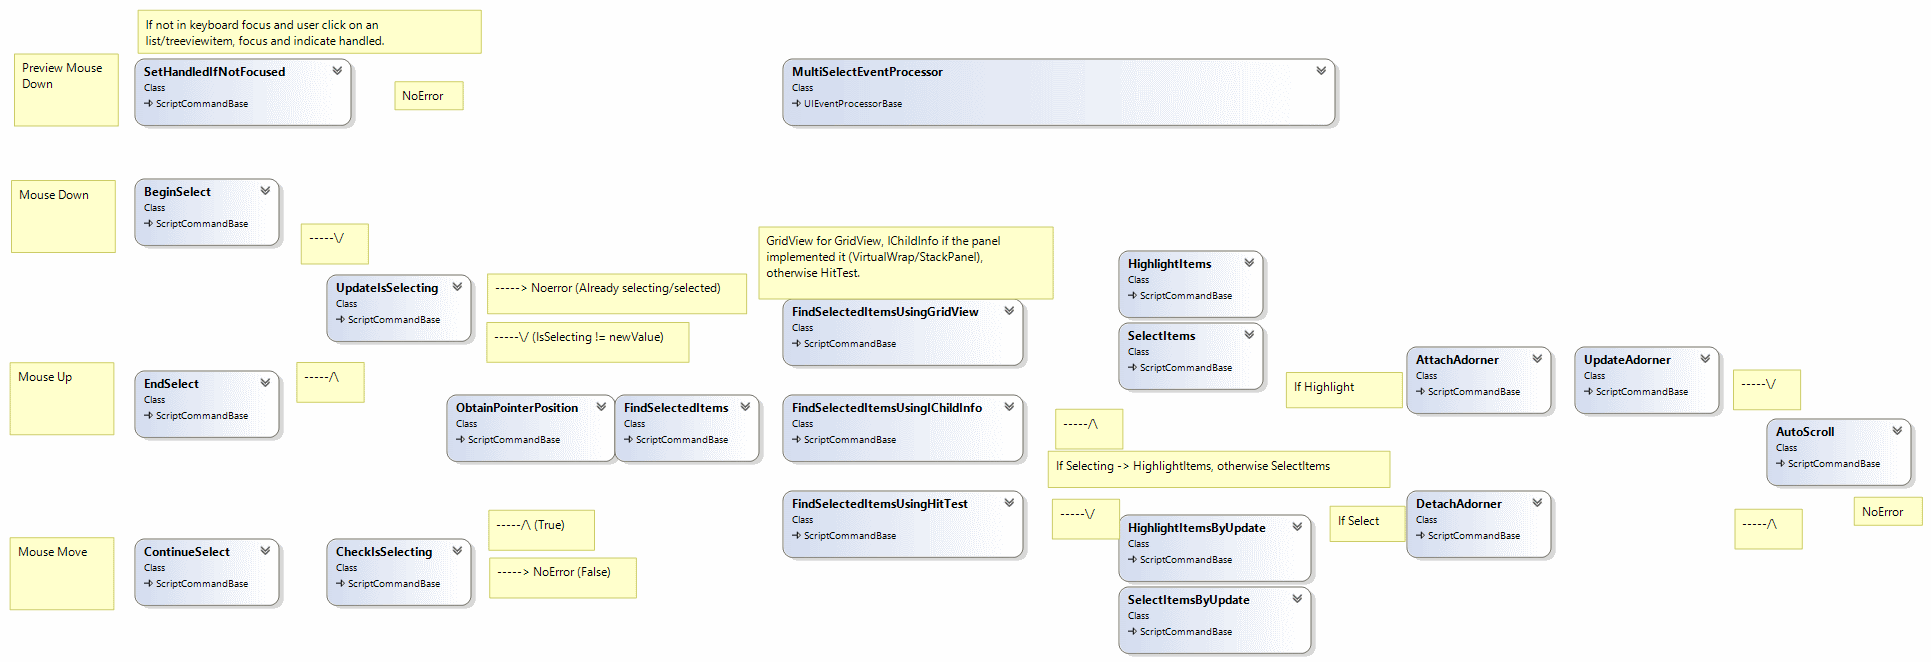 If not in keyboard focus and user click on an
list/treeviewitem, focus and indicate handled.
Preview Mouse
Down
SetHandledIfNotFocused
Class
ScriptCommandBase
NoError
MultiSelectEventProcessor
Class
UIEventProcessorBase
Mouse Down
BeginSelect
Class
ScriptCommandBase
-----\/
UpdateIsSelecting
Class
ScriptCommandBase
-----> Noerror (Already selecting/selected)
-----\/ (IsSelecting != newValue)
GridView for GridView, IChildInfo if the panel
implemented it (VirtualWrap/StackPanel),
otherwise HitTest.
FindSelectedItemsUsingGridView
Class
ScriptCommandBase
HighlightItems
Class
ScriptCommandBase
SelectItems
Class
ScriptCommandBase
Mouse Up
EndSelect
Class
ScriptCommandBase
-----/\
ObtainPointerPosition
Class
ScriptCommandBase
FindSelectedItems
Class
ScriptCommandBase
FindSelectedItemsUsingIChildInfo
Class
ScriptCommandBase
-----/\
If Selecting -> HighlightItems, otherwise SelectItems
If Highlight
AttachAdorner
Class
ScriptCommandBase
UpdateAdorner
Class
ScriptCommandBase
-----\/
AutoScroll
Class
ScriptCommandBase
NoError
-----/\
Mouse Move
ContinueSelect
Class
ScriptCommandBase
CheckIsSelecting
Class
ScriptCommandBase
-----/\ (True)
-----> NoError (False)
FindSelectedItemsUsingHitTest
Class
ScriptCommandBase
-----\/
HighlightItemsByUpdate
Class
ScriptCommandBase
SelectItemsByUpdate
Class
ScriptCommandBase
If Select
DetachAdorner
Class
ScriptCommandBase